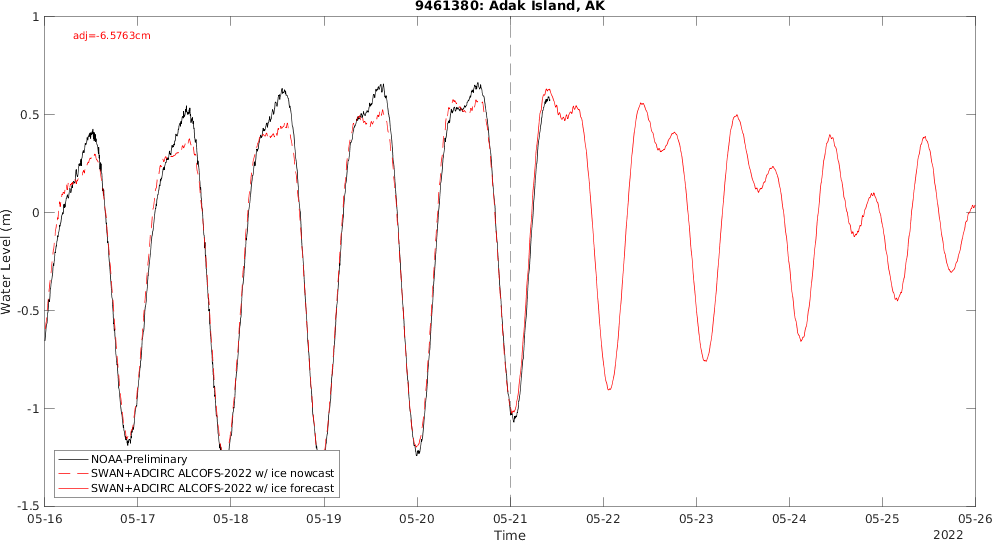 9461380: Adak Island, AK
adj=-6.5763cm
Water Level (m)
1
0.5
0
-0.5
-1
-1.5
NOAA-Preliminary
SWAN+ADCIRC ALCOFS-2022 w/ ice nowcast
SWAN+ADCIRC ALCOFS-2022 w/ ice forecast
05-16 05-17 05-18 05-19 05-20 05-21 05-22 05-23 05-24 05-25 05-26
Time
2022